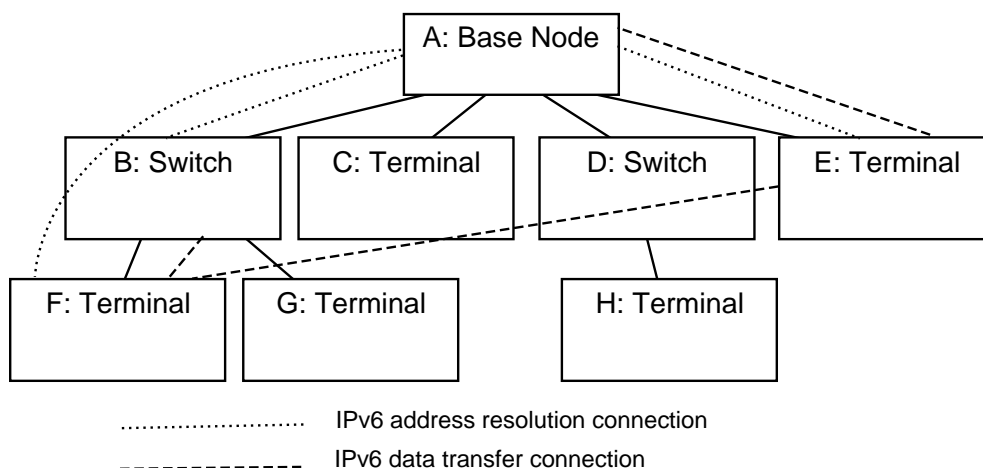 A: Base Node
B: Switch
C: Terminal
D: Switch
E: Terminal
F: Terminal
G: Terminal
H: Terminal
IPv6 address resolution connection
IPv6 data transfer connection